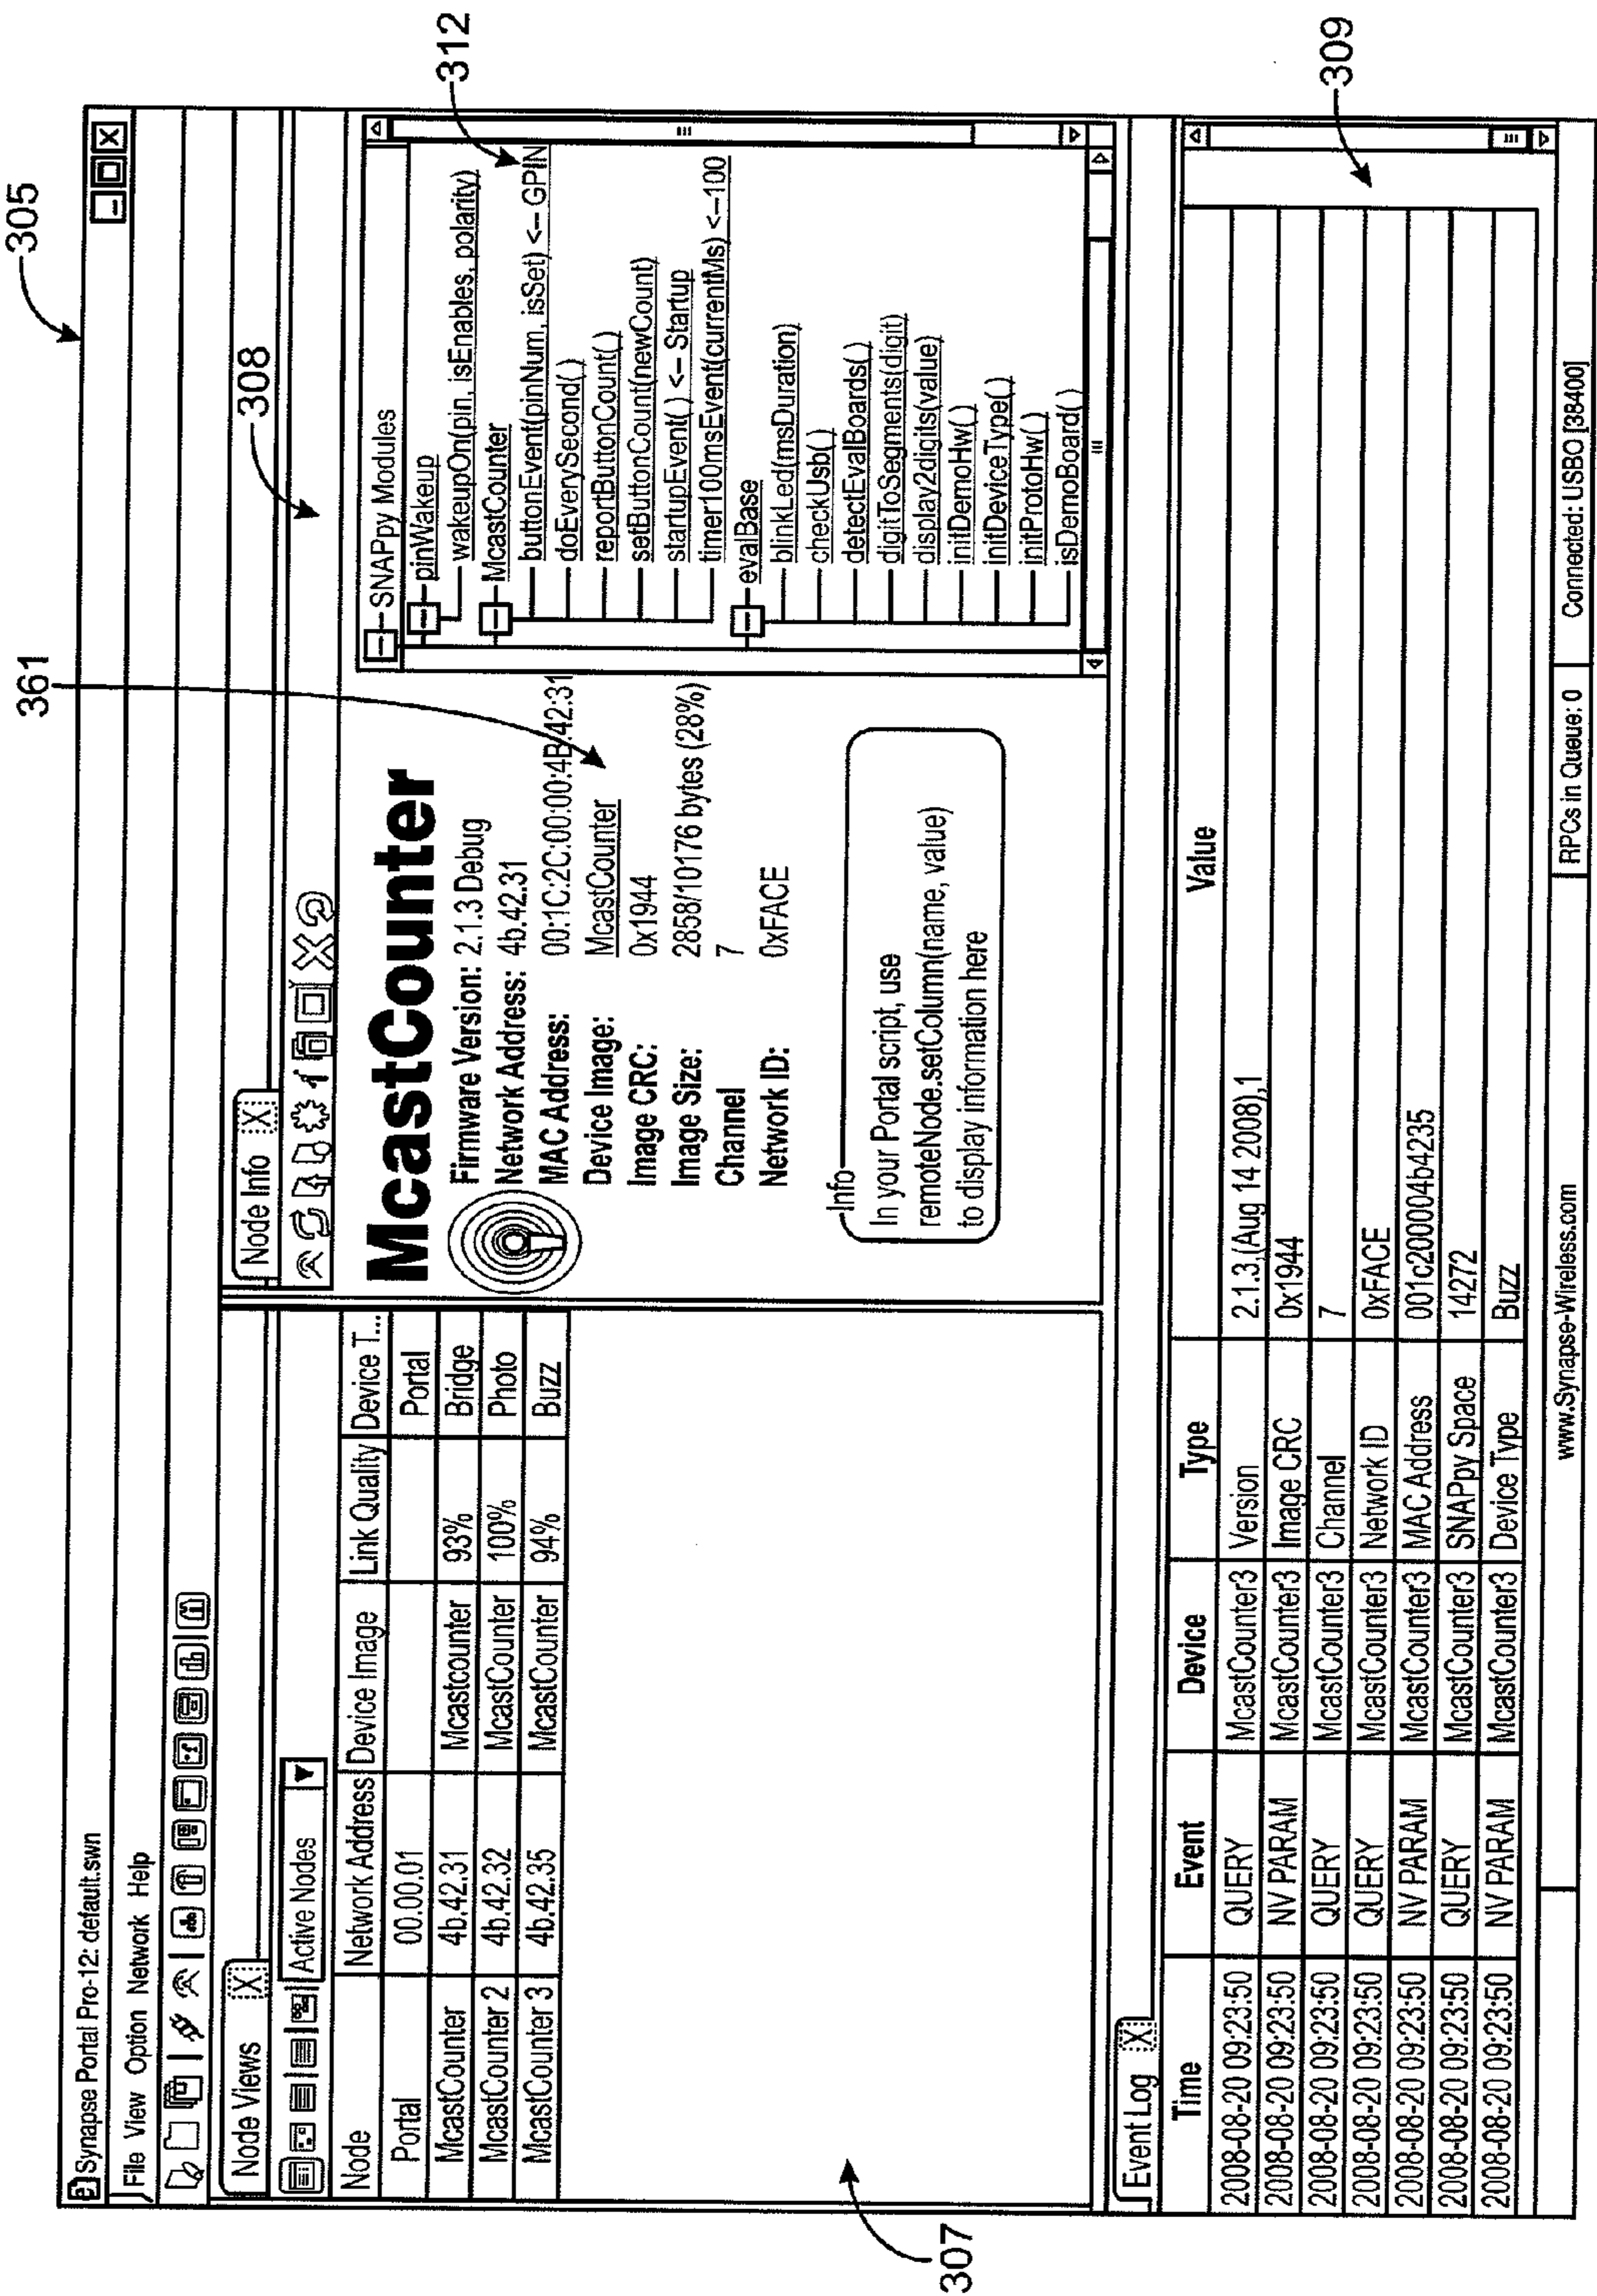 305
Synapse Portal Pro-12: default.swn
File View Option Network Help
Node Views X
Active Nodes
Node Network Address Device Image Link Quality Device T...
Portal 00.00.01 Portal
McastCounter 4b.42.31 Mcastcounter 93% Bridge
McastCounter 2 4b.42.32 McastCounter 100% Photo
McastCounter 3 4b.42.35 McastCounter 94% Buzz
307
Node Info X
308
361
McastCounter
Firmware Version: 2.1.3 Debug
Network Address: 4b.42.31
MAC Address: 00:1C:2C:00:00:4B:42:31
Device Image: McastCounter
Image CRC: 0x1944
Image Size: 2858/10176 bytes (28%)
Channel 7
Network ID: 0xFACE
Info
In your Portal script, use
remoteNode.setColumn(name, value)
to display information here
312
SNAPpy Modules
pinWakeup
wakeupOn(pin, isEnables, polarity)
McastCounter
buttonEvent(pinNum, isSet) <-- GPIN
doEverySecond( )
reportButtonCount( )
setButtonCount(newCount)
startupEvent( ) <-- Startup
timer100msEvent(currentMs) <--100
evalBase
blinkLed(msDuration)
checkUsb( )
detectEvalBoards( )
digitToSegments(digit)
display2digits(value)
initDemoHw( )
initDeviceType( )
initProtoHw( )
isDemoBoard( )
Event Log X
309
Time Event Device Type Value
2008-08-20 09:23:50 QUERY McastCounter3 Version 2.1.3,(Aug 14 2008),1
2008-08-20 09:23:50 NV PARAM McastCounter3 Image CRC 0x1944
2008-08-20 09:23:50 QUERY McastCounter3 Channel 7
2008-08-20 09:23:50 QUERY McastCounter3 Network ID 0xFACE
2008-08-20 09:23:50 NV PARAM McastCounter3 MAC Address 001c200004b4235
2008-08-20 09:23:50 QUERY McastCounter3 SNAPpy Space 14272
2008-08-20 09:23:50 NV PARAM McastCounter3 Device Type Buzz
www.Synapse-Wireless.com RPCs in Queue: 0 Connected: USBO [38400]